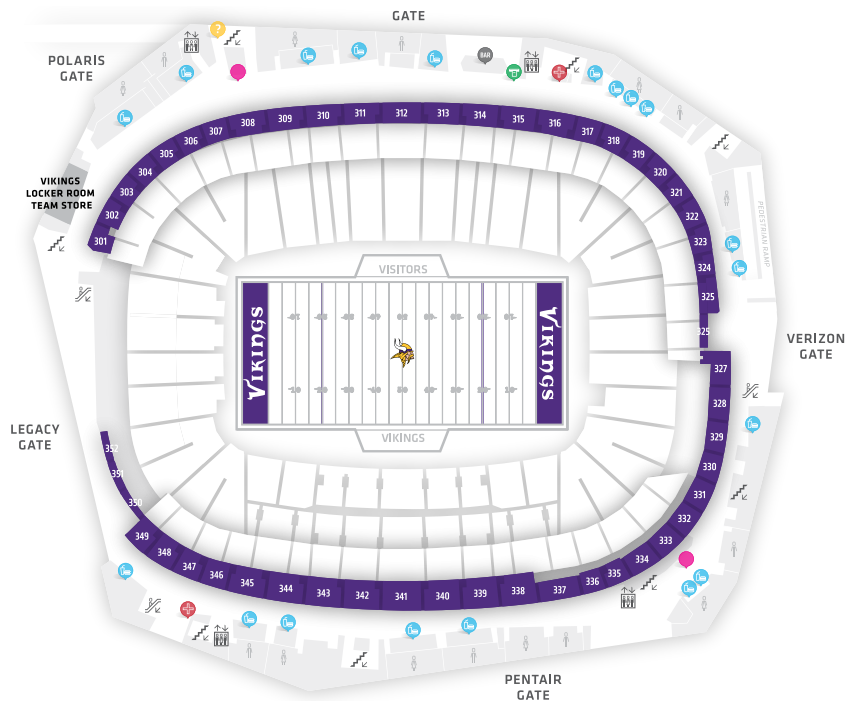 GATE
POLARIS
GATE
?
BAR
VIKINGS
LOCKER ROOM
TEAM STORE
301
302
303
304
305
306
307
308
309
310
311
312
313
314
315
316
317
318
319
320
321
322
323
324
325
325
327
328
329
330
331
332
333
334
335
336
337
338
339
340
341
342
343
344
345
346
347
348
349
350
351
352
PEDESTRIAN RAMP
VISITORS
VIKINGS
VIKINGS
VIKINGS
VERIZON
GATE
LEGACY
GATE
PENTAIR
GATE